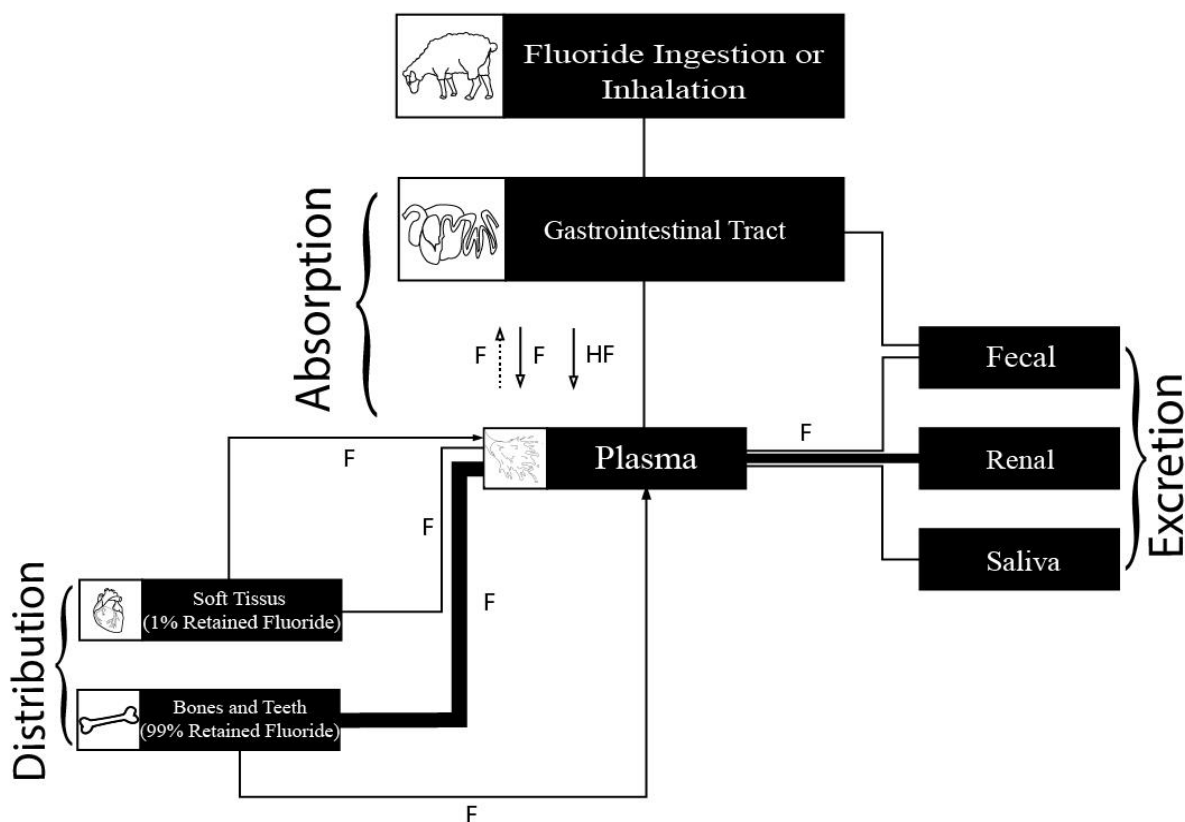 Fluoride Ingestion or
Inhalation
Absorption
Gastrointestinal Tract
F
F
HF
Fecal
F
Plasma
Renal
Excretion
F
F
Saliva
Distribution
Soft Tissus
(1% Retained Fluoride)
F
Bones and Teeth
(99% Retained Fluoride)
F